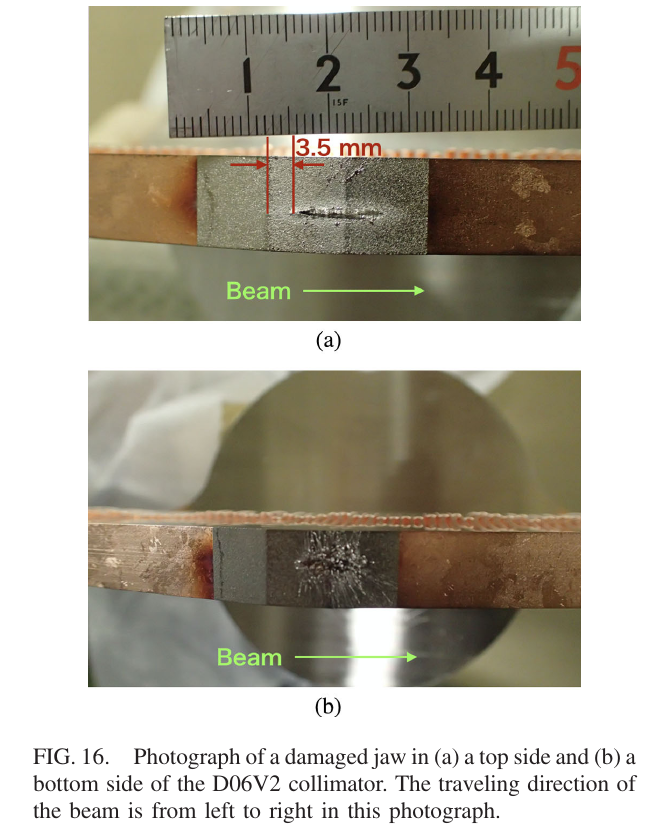 1 2 3 4 5
ISF
3.5 mm
Beam
(a)
Beam
(b)
FIG. 16. Photograph of a damaged jaw in (a) a top side and (b) a
bottom side of the D06V2 collimator. The traveling direction of
the beam is from left to right in this photograph.